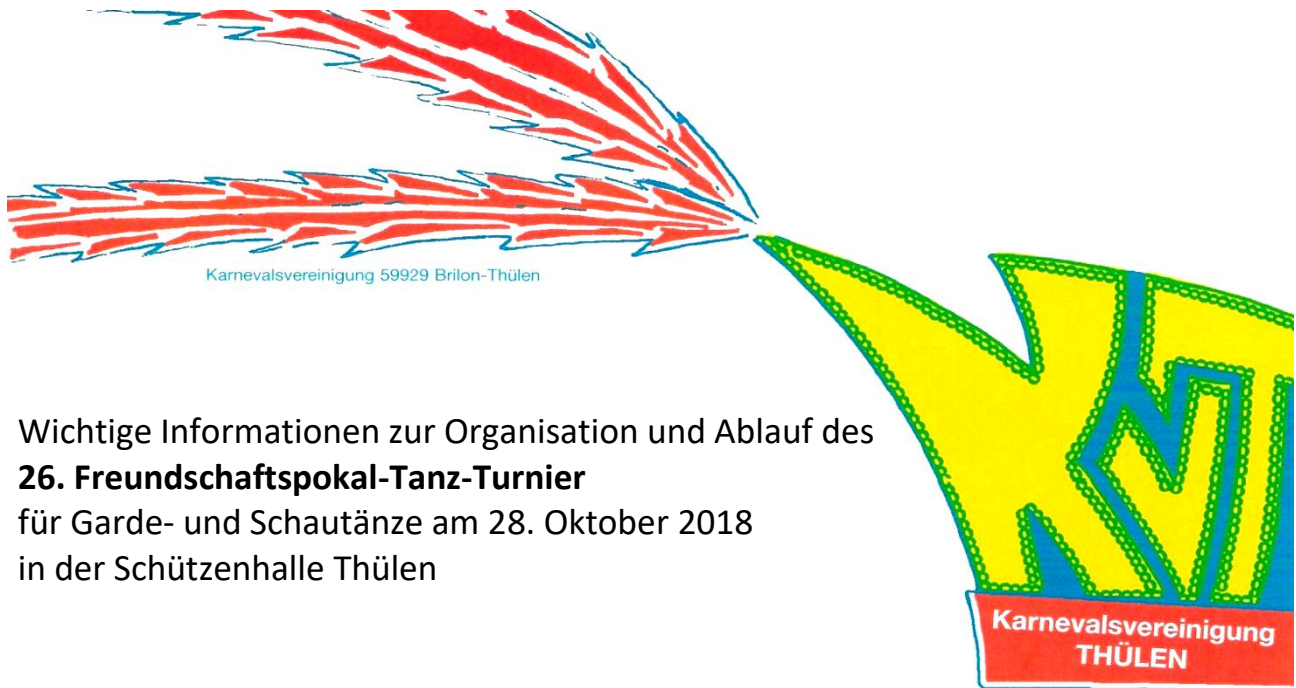 Karnevalsvereinigung 59929 Brilon-Thülen
KVT
Wichtige Informationen zur Organisation und Ablauf des
26. Freundschaftspokal-Tanz-Turnier
für Garde- und Schautänze am 28. Oktober 2018
in der Schützenhalle Thülen
Karnevalsvereinigung
THÜLEN